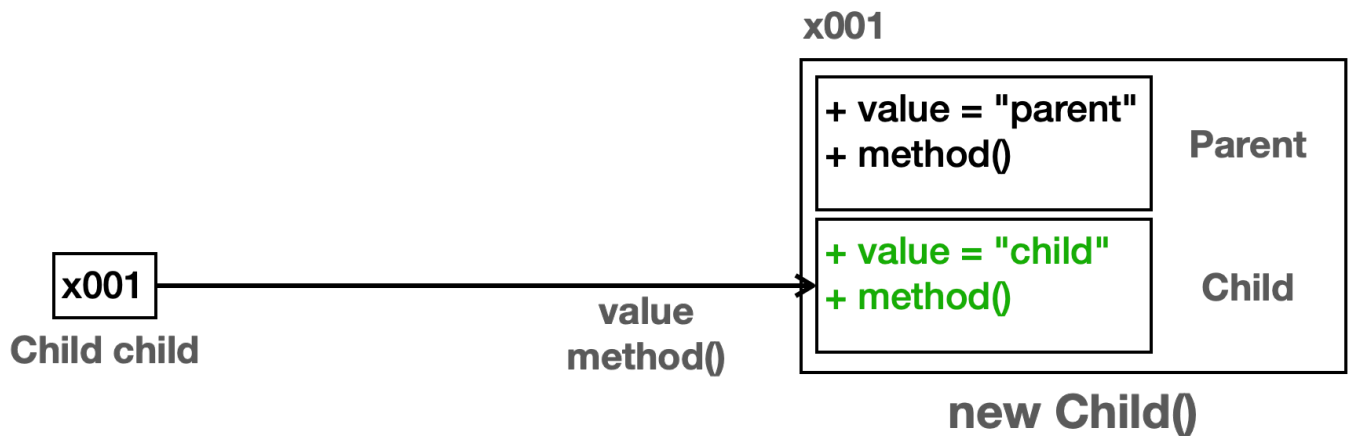 x001
+ value = "parent"
+ method()
Parent
+ value = "child"
+ method()
Child
x001
Child child
value
method()
new Child()